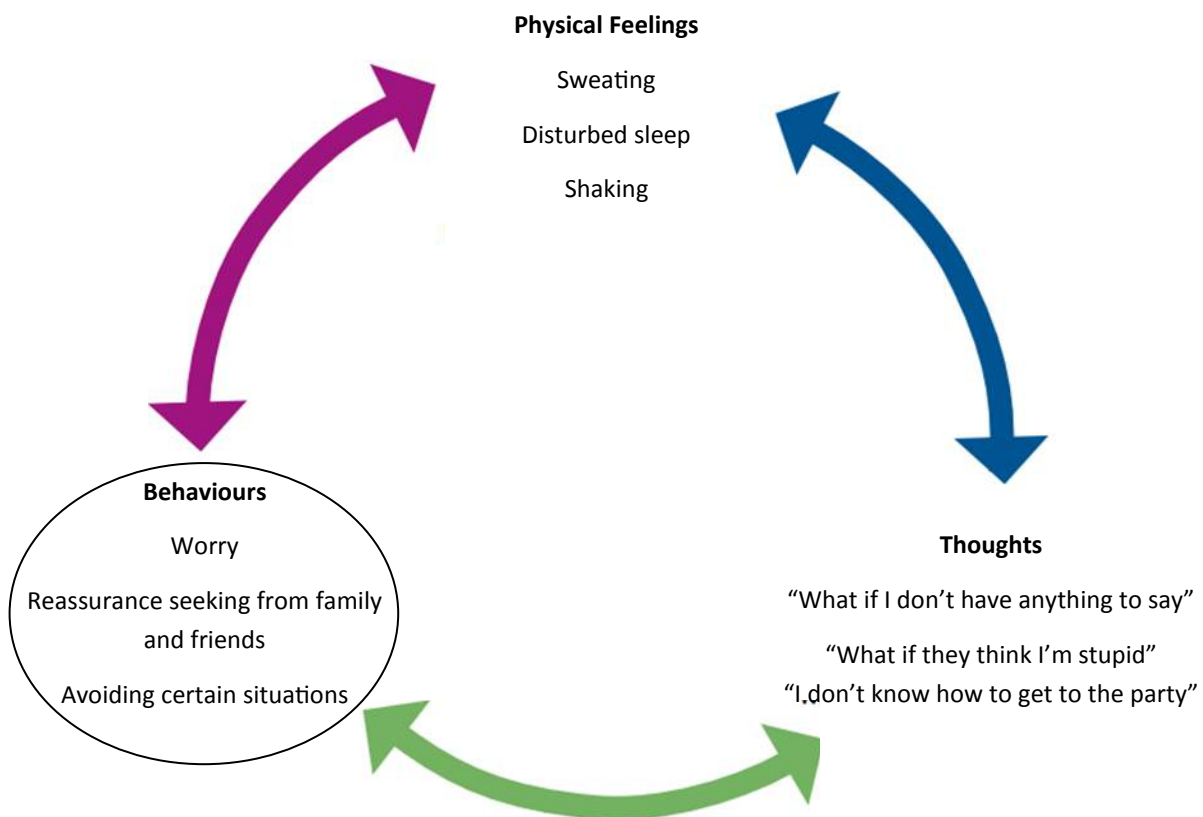 Physical Feelings
Sweating
Disturbed sleep
Shaking
Behaviours
Worry
Reassurance seeking from family
and friends
Avoiding certain situations
Thoughts
“What if I don’t have anything to say”
“What if they think I’m stupid”
“I don’t know how to get to the party”